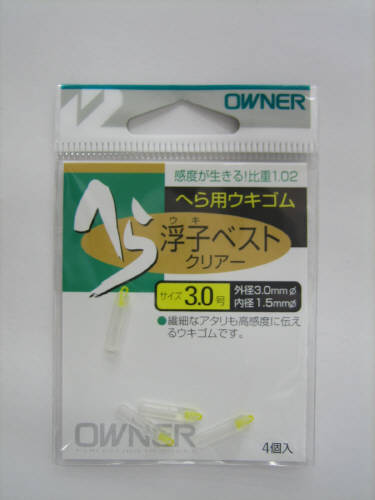 OWNER
感度が生きる!比重1.02
へら用ウキゴム
へら
ウキ
浮子ベスト
クリアー
サイズ 3.0号
外径3.0mmφ
内径1.5mmφ
●繊細なアタリも高感度に伝え
るウキゴムです。
OWNER
4個入